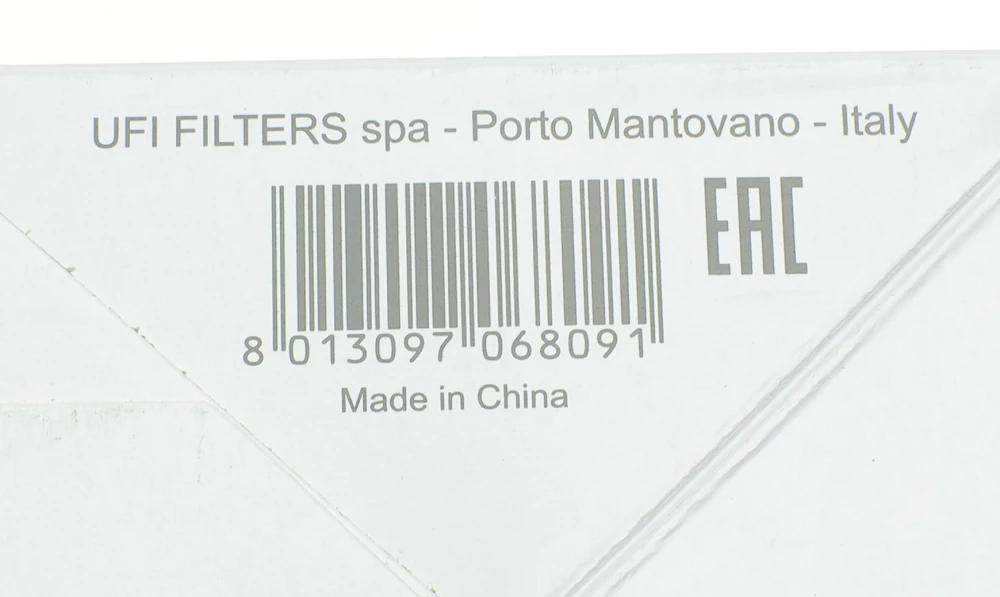 UFI FILTERS spa - Porto Mantovano - Italy
EAC
8 013097 068091
Made in China